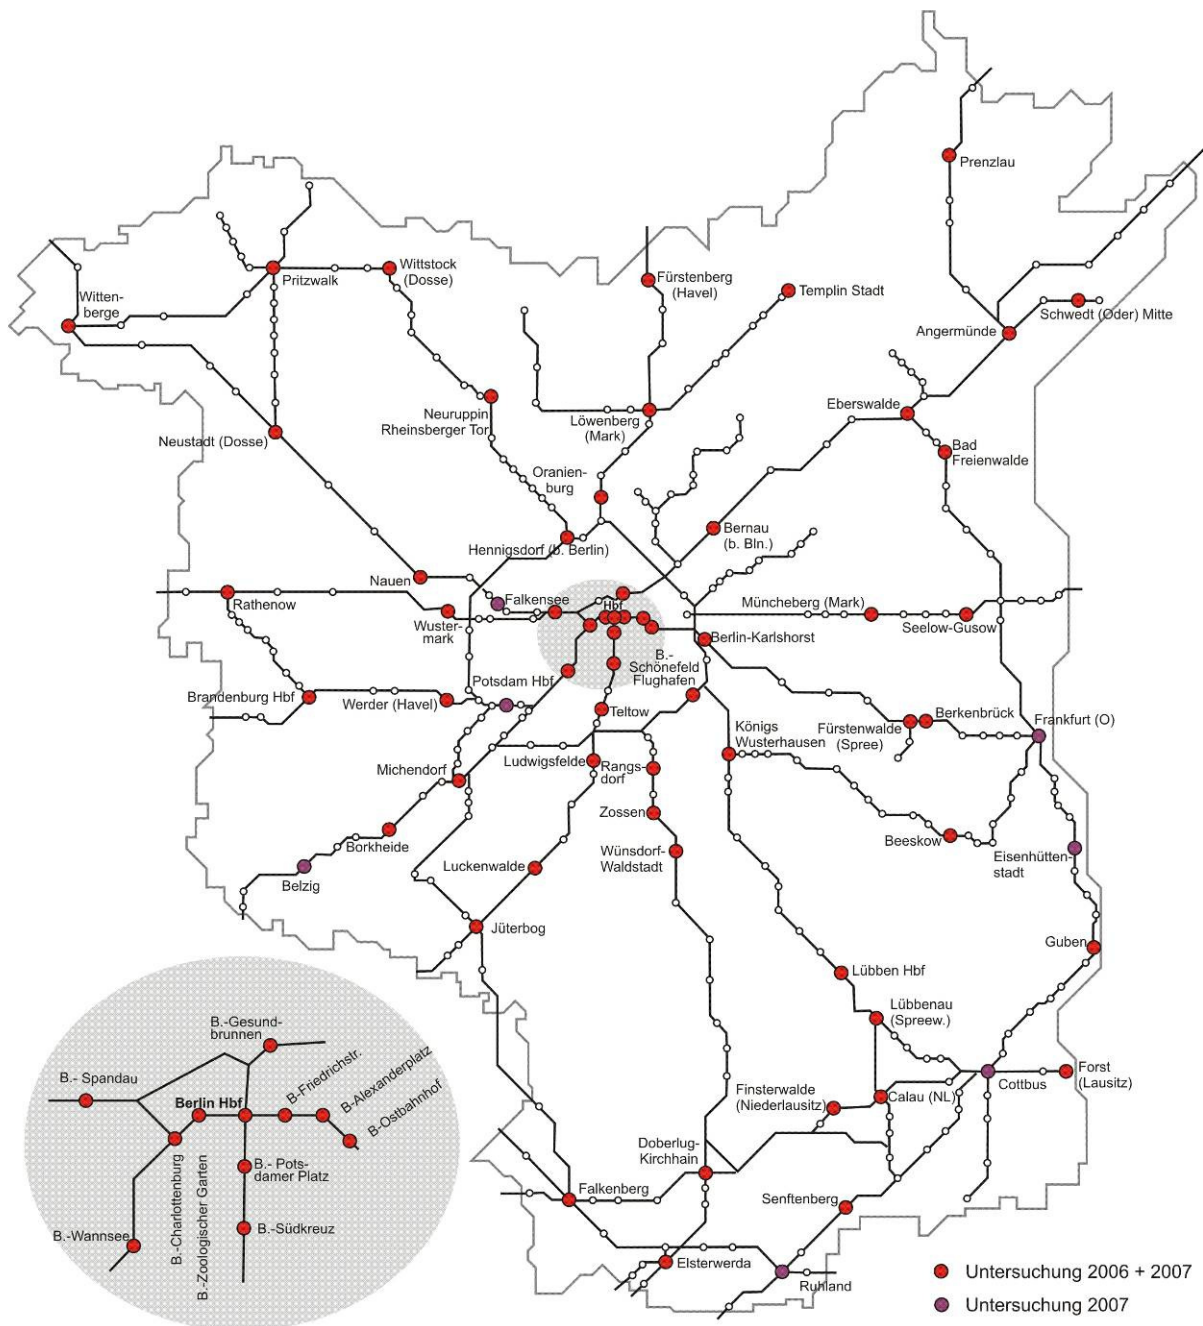 Prenzlau
Wittstock
(Dosse)
Pritzwalk
Fürstenberg
(Havel)
Templin Stadt
Witten-
berge
Schwedt (Oder) Mitte
Angermünde
Neuruppin
Rheinsberger Tor
Löwenberg
(Mark)
Eberswalde
Neustadt (Dosse)
Bad
Freienwalde
Oranien-
burg
Bernau
(b. Bln.)
Hennigsdorf (b. Berlin)
Nauen
Falkensee
Hbf
Rathenow
Wuster-
mark
Müncheberg (Mark)
Seelow-Gusow
Berlin-Karlshorst
B.-
Schönefeld
Flughafen
Potsdam Hbf
Brandenburg Hbf
Werder (Havel)
Teltow
Königs
Wusterhausen
Fürstenwalde
(Spree)
Berkenbrück
Frankfurt (O)
Michendorf
Ludwigsfelde
Rangs-
dorf
Zossen
Borkheide
Beeskow
Wünsdorf-
Waldstadt
Eisenhütten-
stadt
Belzig
Luckenwalde
Jüterbog
Guben
Lübben Hbf
Lübbenau
(Spreew.)
B.-Gesund-
brunnen
B.- Spandau
B-Friedrichstr.
B-Alexanderplatz
B-Ostbahnhof
Berlin Hbf
B.- Pots-
damer Platz
B.-Charlottenburg
B.-Zoologischer Garten
B.-Wannsee
B.-Südkreuz
Finsterwalde
(Niederlausitz)
Calau (NL)
Cottbus
Forst
(Lausitz)
Doberlug-
Kirchhain
Falkenberg
Senftenberg
Elsterwerda
Ruhland
Untersuchung 2006 + 2007
Untersuchung 2007